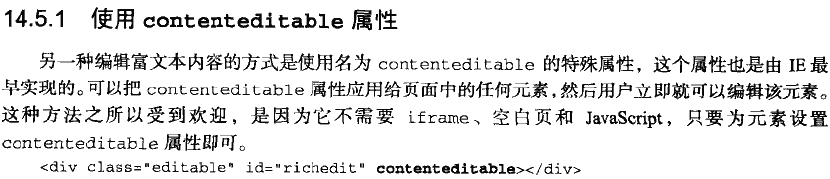 14.5.1 使用 contenteditable 属性
另一种编辑富文本内容的方式是使用名为 contenteditable 的特殊属性，这个属性也是由 IE 最
早实现的。可以把 contenteditable 属性应用给页面中的任何元素，然后用户立即就可以编辑该元素。
这种方法之所以受到欢迎，是因为它不需要 iframe、空白页和 JavaScript，只要为元素设置
contenteditable 属性即可。
<div class="editable" id="richedit" contenteditable></div>